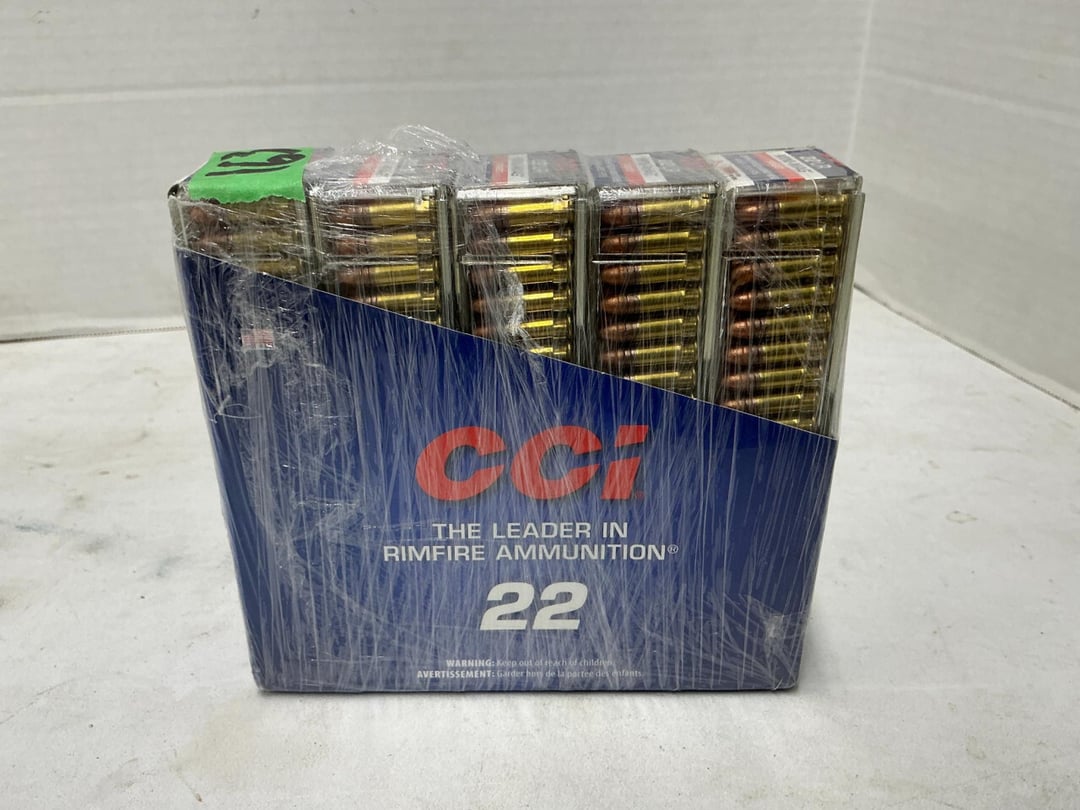 163
CCi
THE LEADER IN
RIMFIRE AMMUNITION®
22
WARNING: Keep out of reach of children.
AVERTISSEMENT: Garder hors de la portée des enfants.